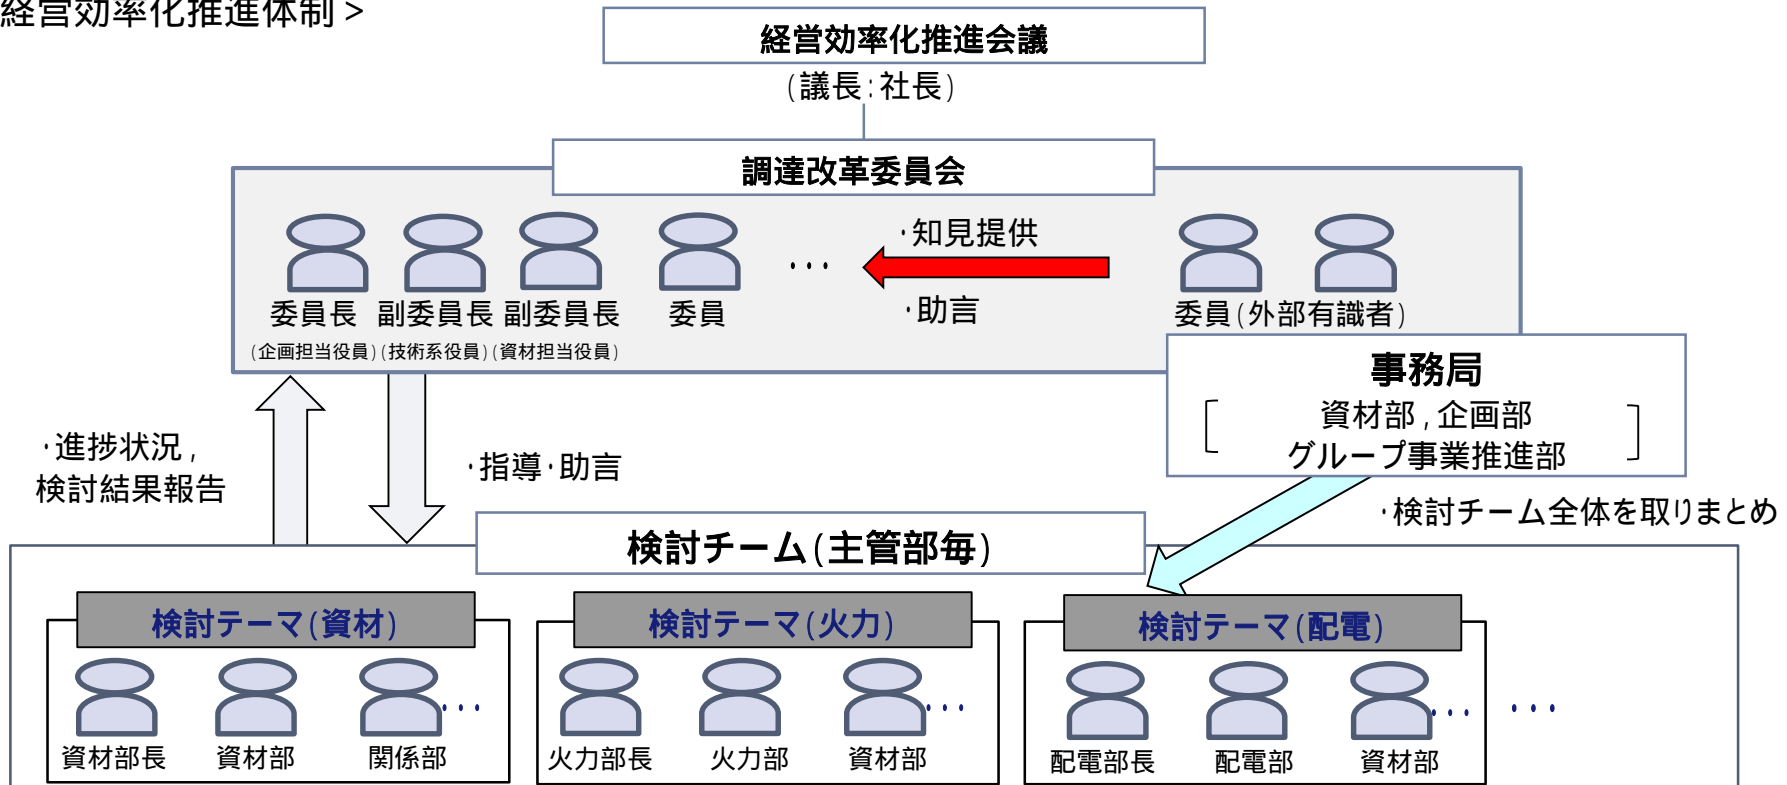 経営効率化推進体制>
経営効率化推進会議
(議長:社長)
調達改革委員会
・知見提供
・・・
・助言
委員長 副委員長 副委員長 委員 委員(外部有識者)
(企画担当役員)(技術系役員)(資材担当役員)
事務局
資材部,企画部
グループ事業推進部
・進捗状況,
検討結果報告
・指導・助言
・検討チーム全体を取りまとめ
検討チーム(主管部毎)
検討テーマ(資材) 検討テーマ(火力) 検討テーマ(配電)
・・・ ・・・ ・・・ ・・・
資材部長 資材部 関係部 火力部長 火力部 資材部 配電部長 配電部 資材部